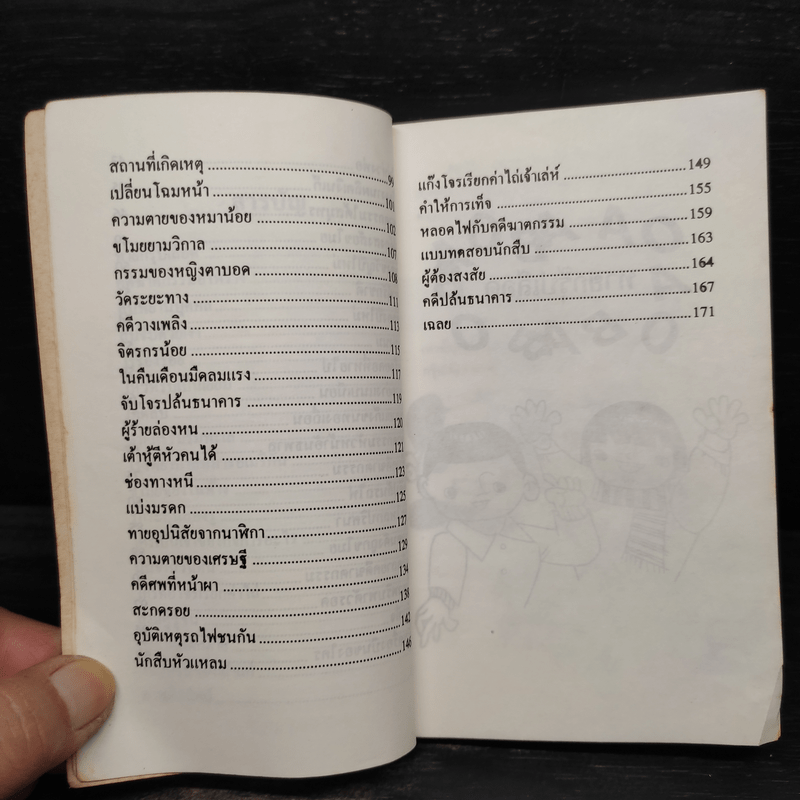 สถานที่เกิดเหตุ 99
เปลี่ยนโฉมหน้า 101
ความตายของหมาน้อย 102
ขโมยยามวิกาล 107
กรรมของหญิงตาบอด 108
วัดระยะทาง 111
คดีวางเพลิง 113
จิตรกรน้อย 115
ในคืนเดือนมืดลมแรง 117
จับโจรปล้นธนาคาร 119
ผู้ร้ายล่องหน 120
เต้าหู้ตีหัวคนได้ 121
ช่องทางหนี 123
แบ่งมรดก 125
ทายอุปนิสัยจากนาฬิกา 127
ความตายของเศรษฐี 129
คดีศพที่หน้าผา 134
สะกดรอย 138
อุบัติเหตุรถไฟชนกัน 142
นักสืบหัวแหลม 146
แก๊งโจรเรียกค่าไถ่เจ้าเล่ห์ 149
คำให้การเท็จ 155
หลอดไฟกับคดีฆาตกรรม 159
แบบทดสอบนักสืบ 163
ผู้ต้องสงสัย 164
คดีปล้นธนาคาร 167
เฉลย 171